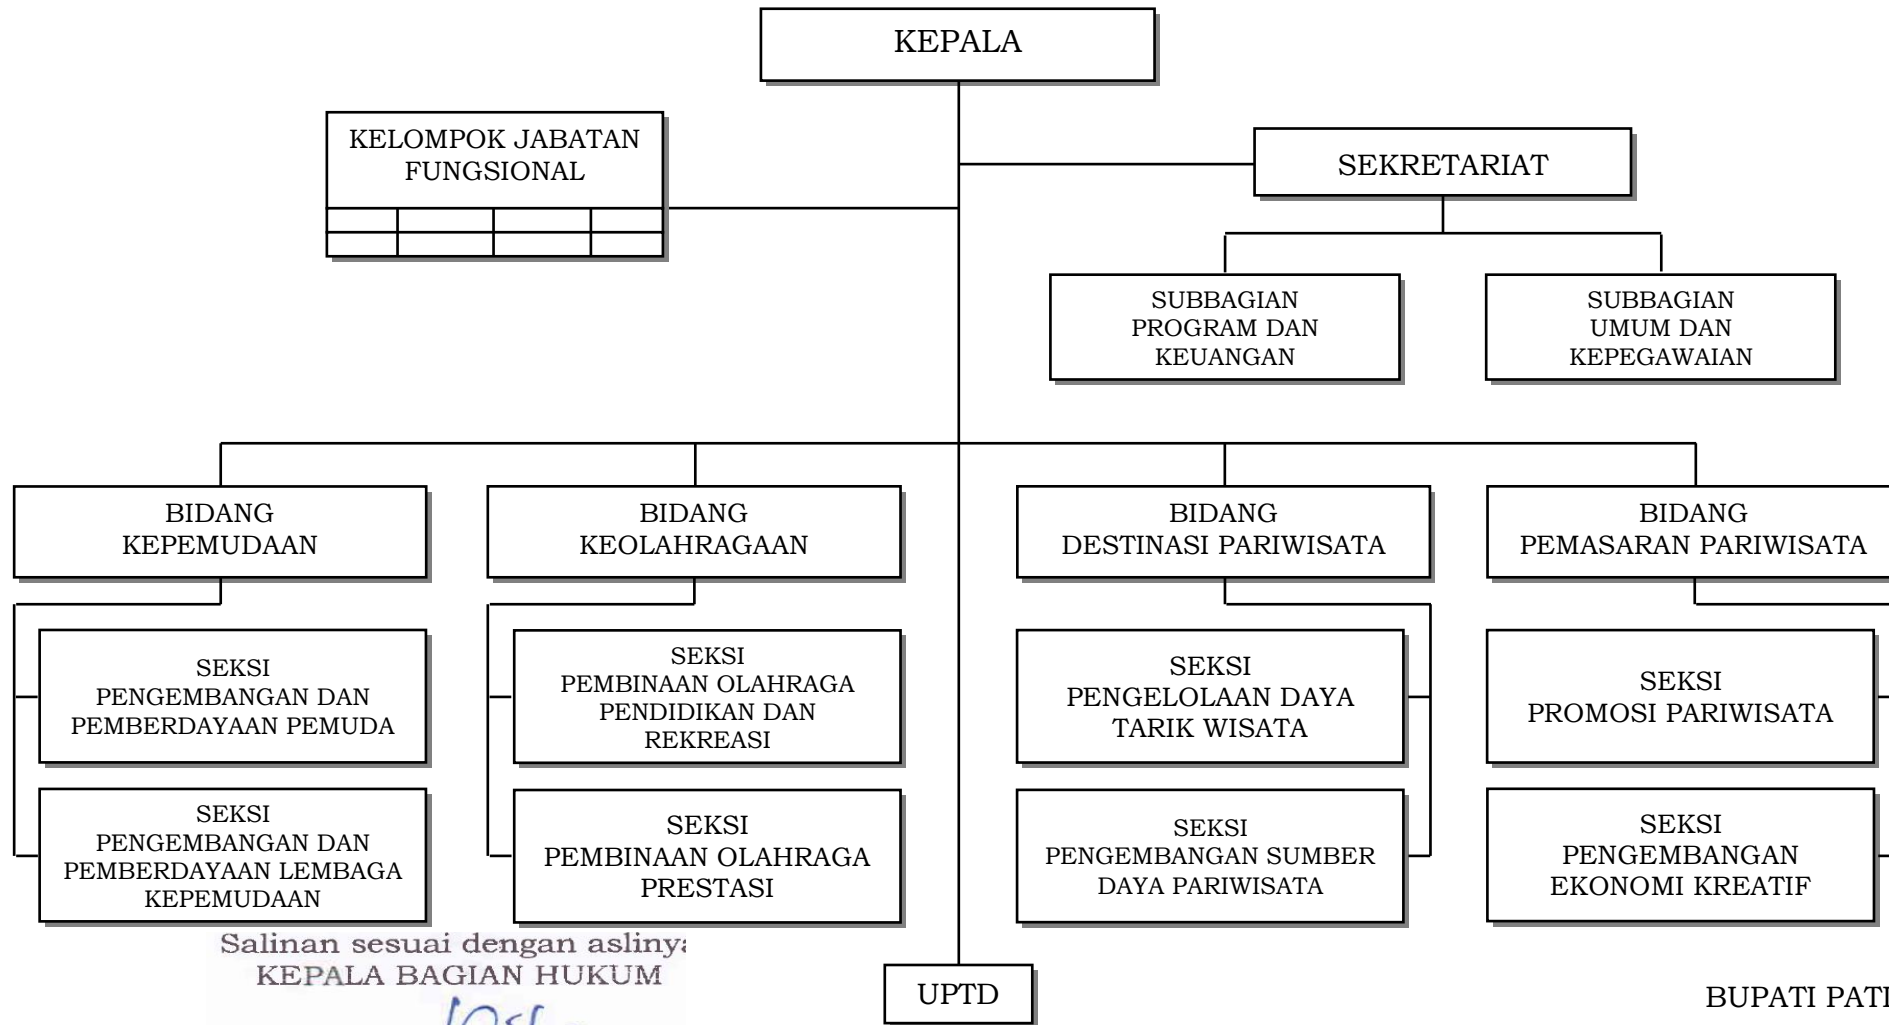 KEPALA
KELOMPOK JABATAN
FUNGSIONAL
SEKRETARIAT
SUBBAGIAN
PROGRAM DAN
KEUANGAN
SUBBAGIAN
UMUM DAN
KEPEGAWAIAN
BIDANG
KEPEMUDAAN
BIDANG
KEOLAHRAGAAN
BIDANG
DESTINASI PARIWISATA
BIDANG
PEMASARAN PARIWISATA
SEKSI
PENGEMBANGAN DAN
PEMBERDAYAAN PEMUDA
SEKSI
PEMBINAAN OLAHRAGA
PENDIDIKAN DAN
REKREASI
SEKSI
PENGELOLAAN DAYA
TARIK WISATA
SEKSI
PROMOSI PARIWISATA
SEKSI
PENGEMBANGAN DAN
PEMBERDAYAAN LEMBAGA
KEPEMUDAAN
SEKSI
PEMBINAAN OLAHRAGA
PRESTASI
SEKSI
PENGEMBANGAN SUMBER
DAYA PARIWISATA
SEKSI
PENGEMBANGAN
EKONOMI KREATIF
Salinan sesuai dengan
KEPALA BAGIAN HUKUM
UPTD
BUPATI PATI